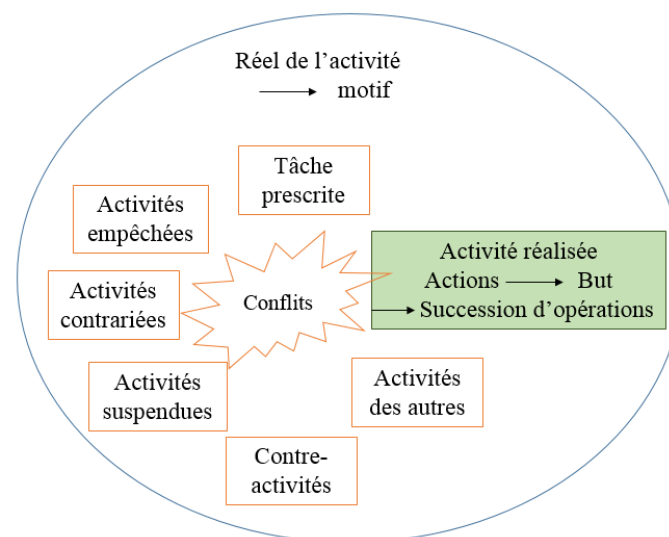 Réel de l’activité
motif
Tâche
prescrite
Activités
empêchées
Activité réalisée
Actions
But
Succession d’opérations
Conflits
Activités
contrariées
Activités
suspendues
Activités
des autres
Contre-
activités